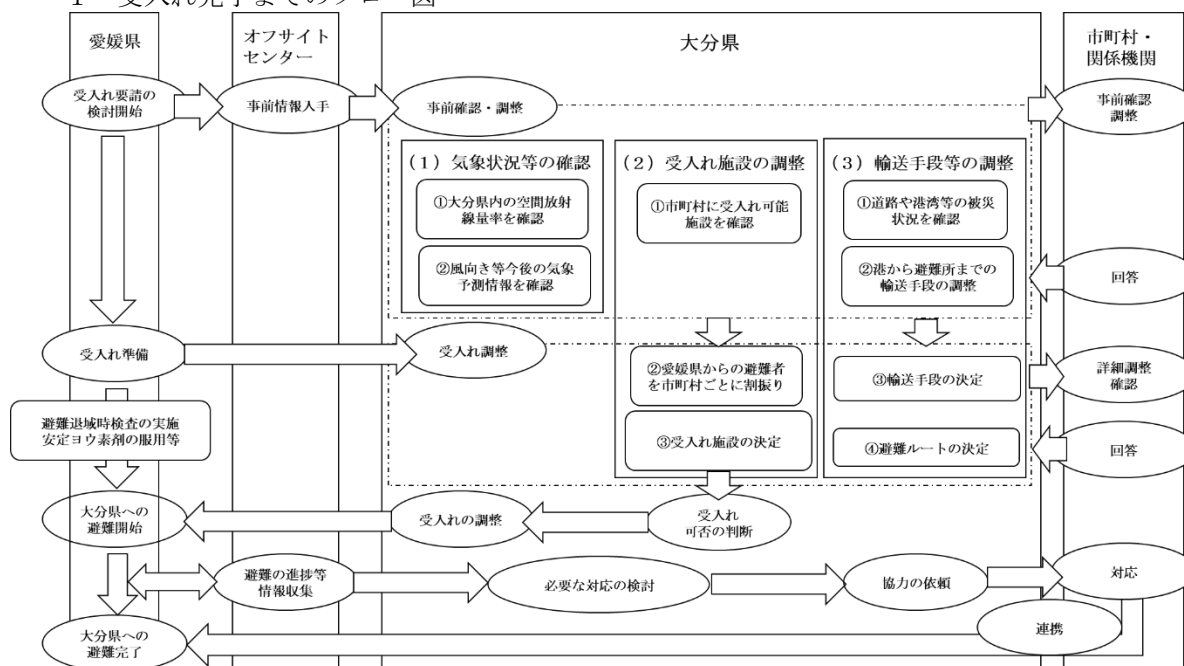 1　受入れ完了までのフロー図
愛媛県
オフサイト
センター
大分県
市町村・
関係機関
受入れ要請の
検討開始
事前情報入手
事前確認・調整
事前確認
調整
(1) 気象状況等の確認
①大分県内の空間放射
線量率を確認
②風向き等今後の気象
予測情報を確認
(2) 受入れ施設の調整
①市町村に受入れ可能
施設を確認
(3) 輸送手段等の調整
①道路や港湾等の被災
状況を確認
②港から避難所までの
輸送手段の調整
回答
受入れ準備
受入れ調整
②愛媛県からの避難者
を市町村ごとに割振り
③輸送手段の決定
詳細調整
確認
避難退域時検査の実施
安定ヨウ素剤の服用等
③受入れ施設の決定
④避難ルートの決定
回答
大分県への
避難開始
受入れの調整
受入れ
可否の判断
避難の進捗等
情報収集
必要な対応の検討
協力の依頼
対応
大分県への
避難完了
連携